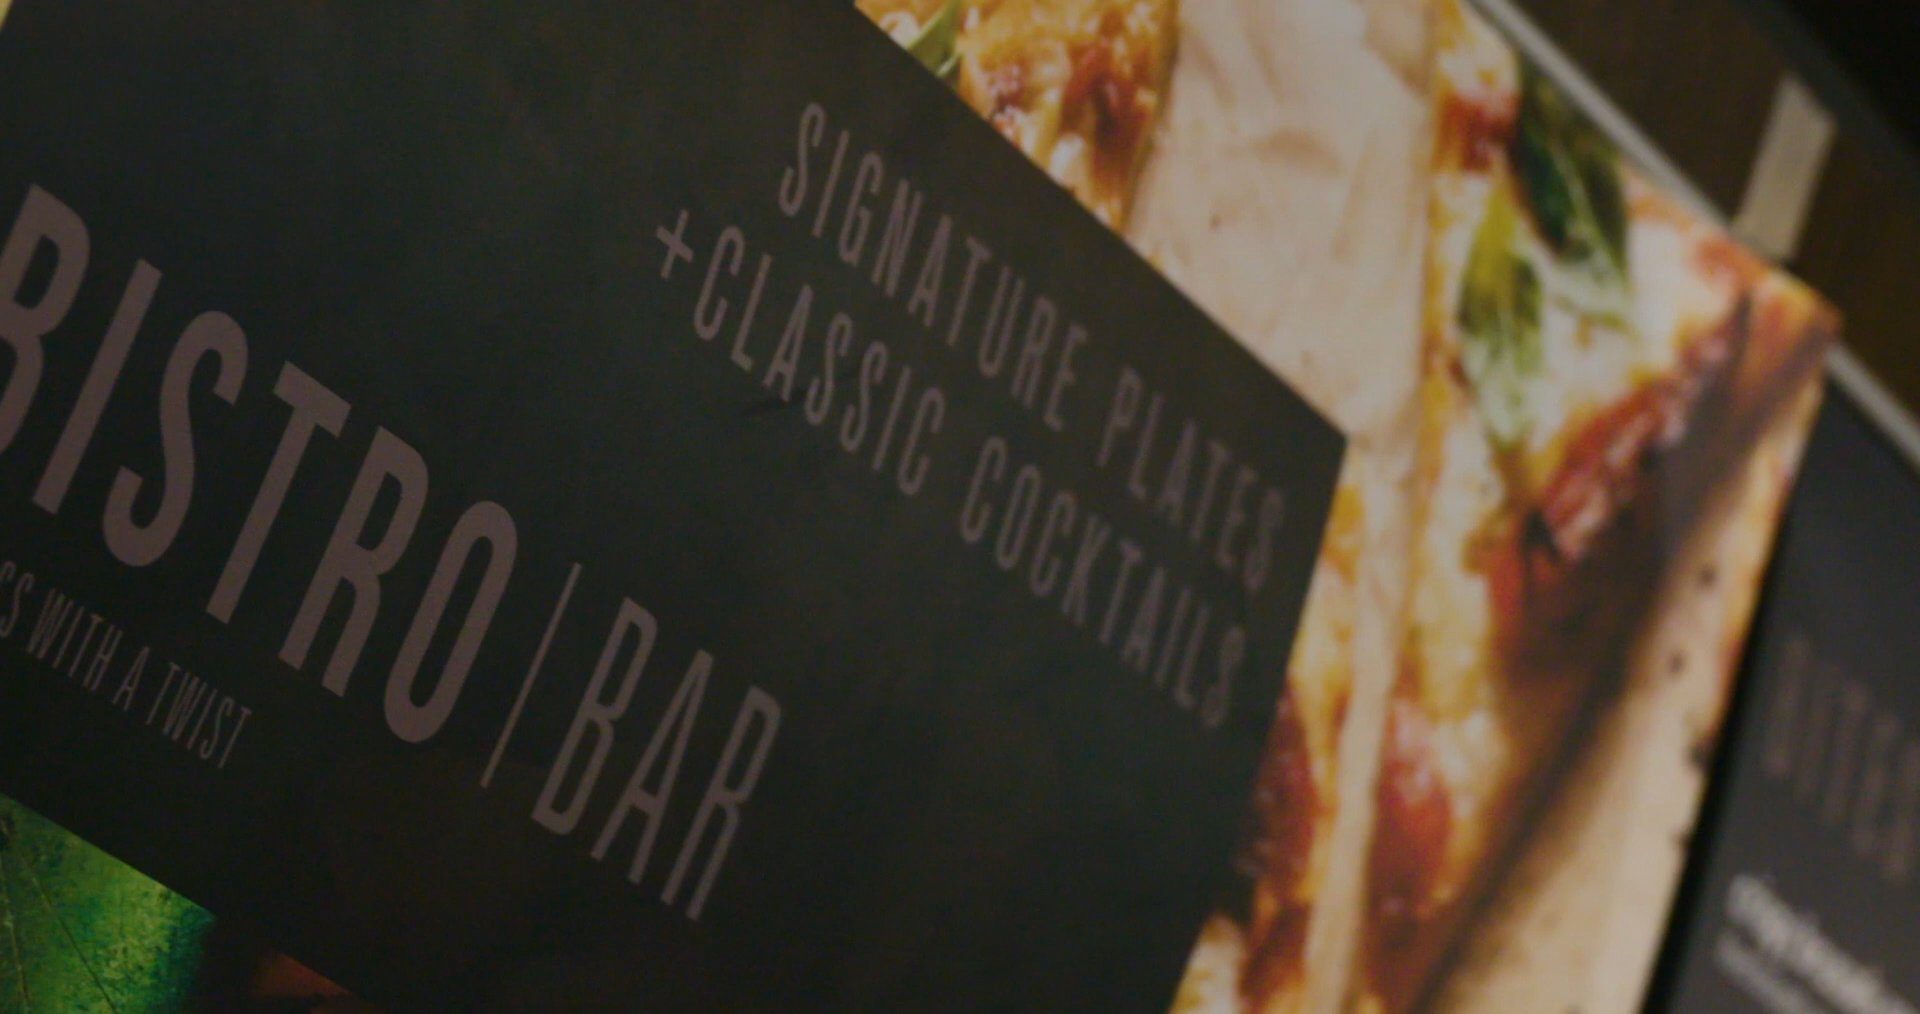 SIGNATURE PLATES
+CLASSIC COCKTAILS
BISTRO | BAR
WITH A TWIST